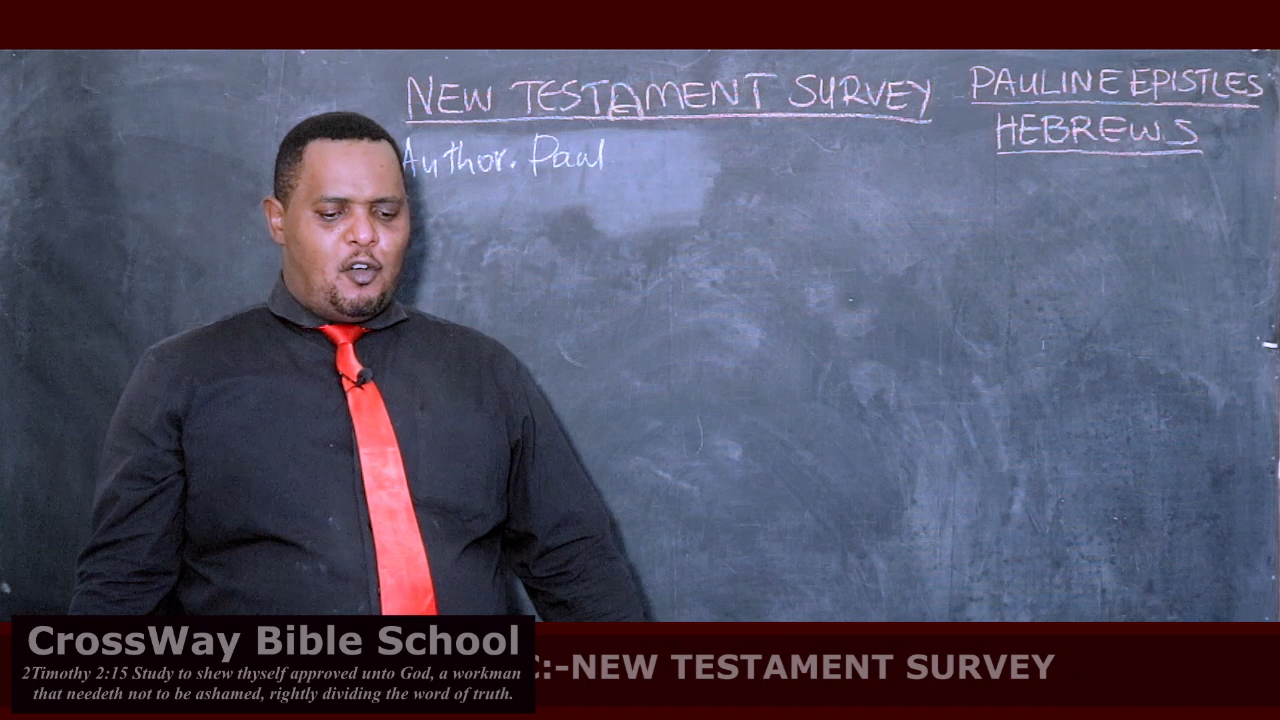 NEW TESTAMENT SURVEY
PAULINE EPISTLES
HEBREWS
Author. Paul
CrossWay Bible School
2Timothy 2:15 Study to shew thyself approved unto God, a workman
that needeth not to be ashamed, rightly dividing the word of truth.
C:-NEW TESTAMENT SURVEY